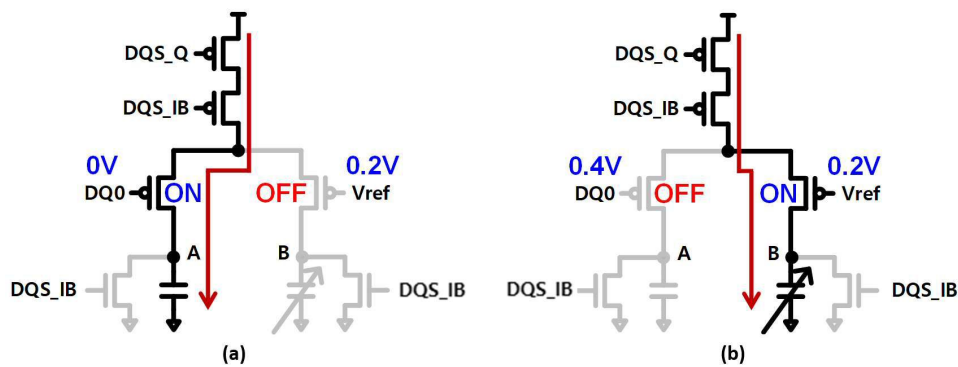 DQS_Q
DQS_IB
0V
0.2V
DQ0
ON
OFF
Vref
A
B
DQS_IB
DQS_IB
(a)
DQS_Q
DQS_IB
0.4V
0.2V
DQ0
OFF
ON
Vref
A
B
DQS_IB
DQS_IB
(b)